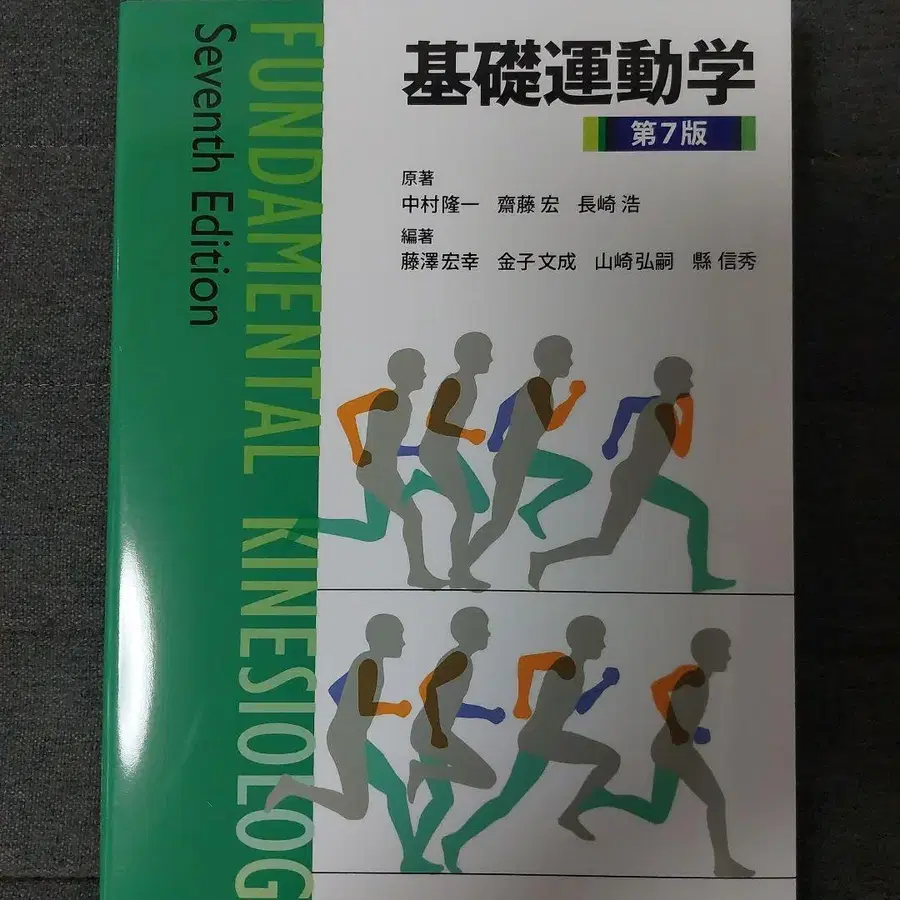 基礎運動学
第7版
原著
中村隆一 齋藤 宏 長崎 浩
編著
藤澤宏幸 金子文成 山崎弘嗣 縣 信秀
FUNDAMENTAL KINESIOLOG
Seventh Edition